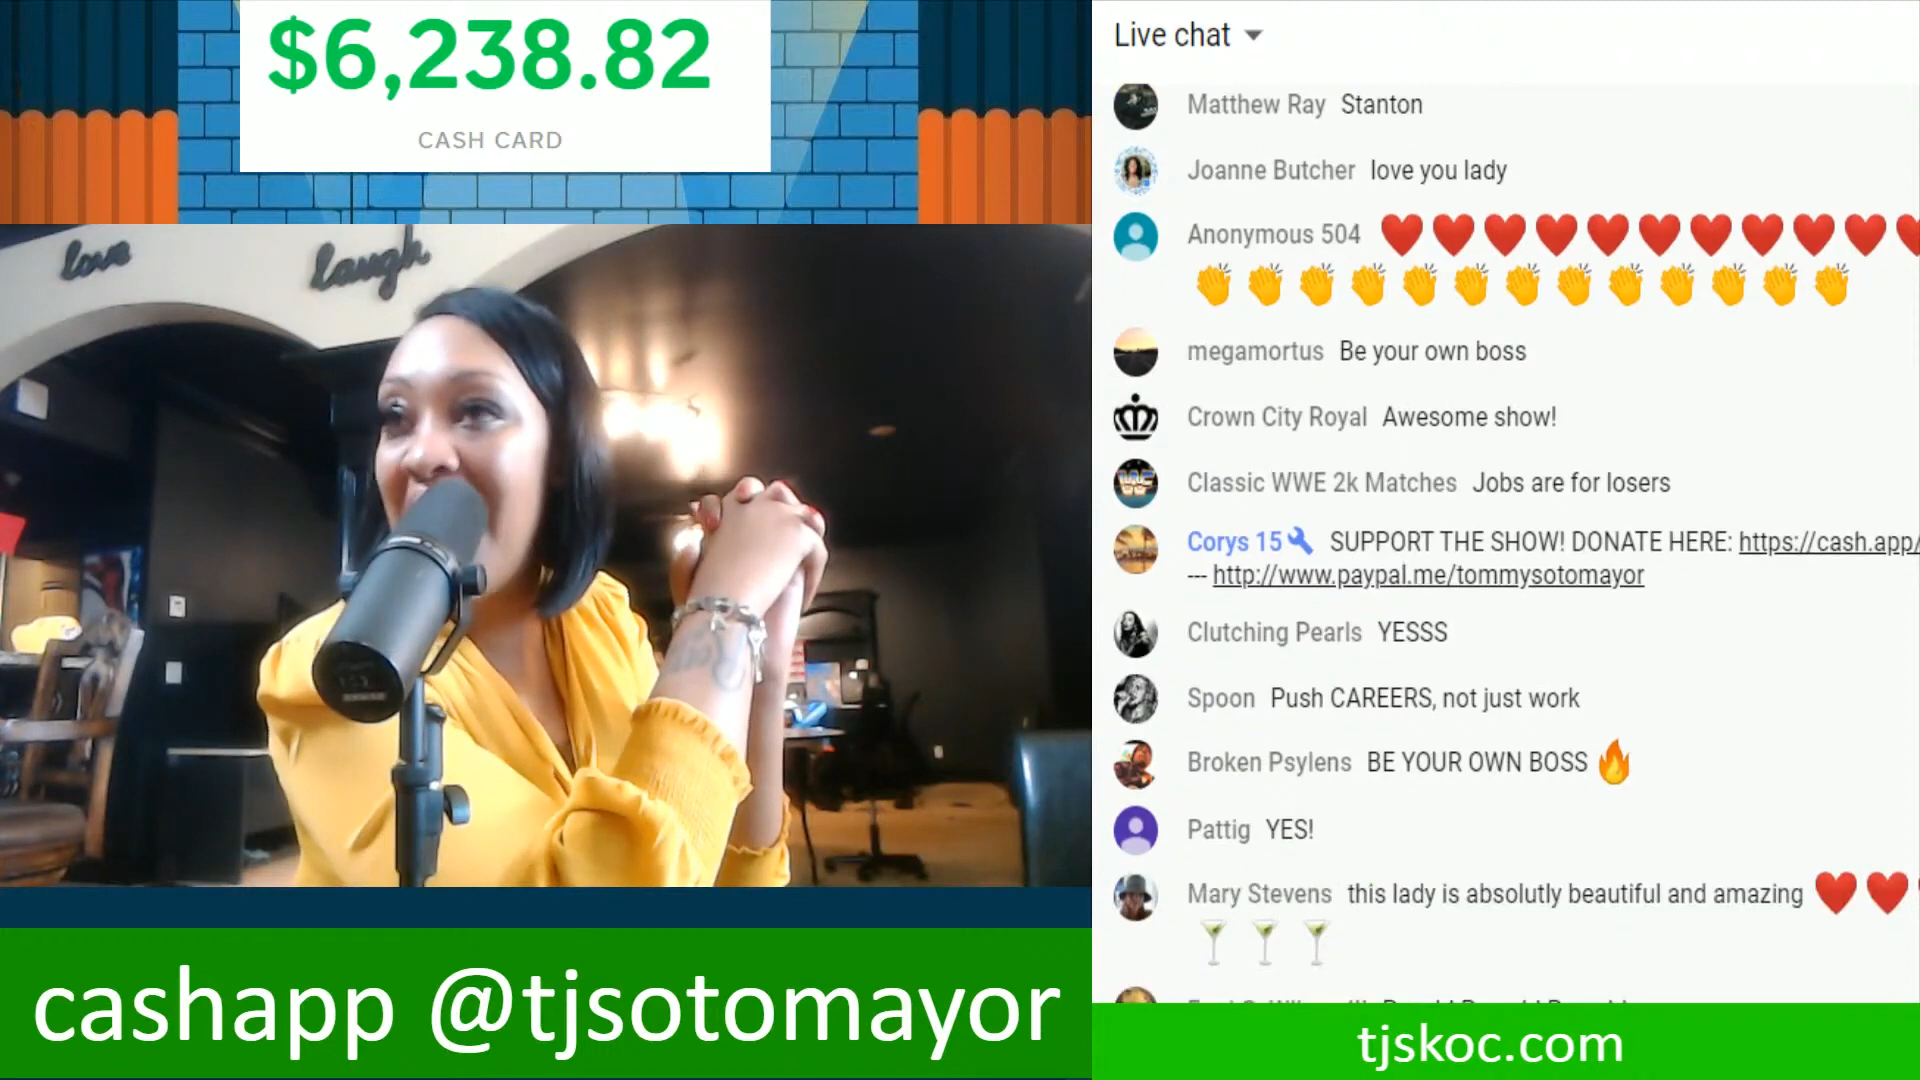 $6,238.82
CASH CARD
love
laugh
cashapp @tjsotomayor
Live chat
Matthew Ray Stanton
Joanne Butcher love you lady
Anonymous 504 ❤️❤️❤️❤️❤️❤️❤️❤️❤️❤️❤️
👏👏👏👏👏👏👏👏👏👏👏👏👏
megamortus Be your own boss
Crown City Royal Awesome show!
Classic WWE 2k Matches Jobs are for losers
Corys 15 SUPPORT THE SHOW! DONATE HERE: https://cash.app/
--- http://www.paypal.me/tommysotomayor
Clutching Pearls YESSS
Spoon Push CAREERS, not just work
Broken Psylens BE YOUR OWN BOSS 🔥
Pattig YES!
Mary Stevens this lady is absolutly beautiful and amazing ❤️❤️
🍸🍸🍸
tjskoc.com